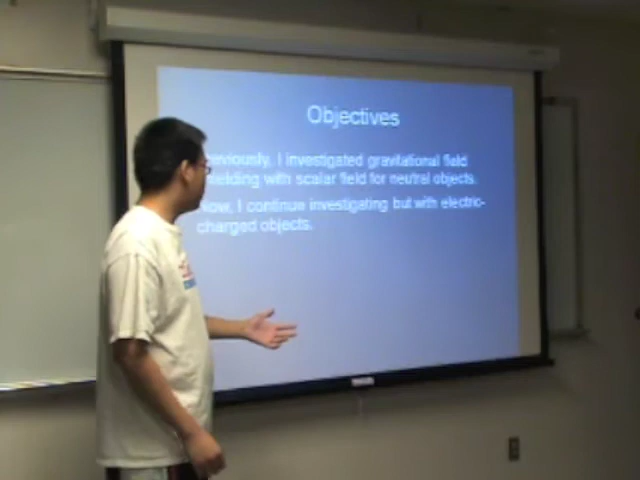 Objectives
I investigated gravitational field
with scalar field for neutral objects.
I continue investigating but with electric-
charged objects.